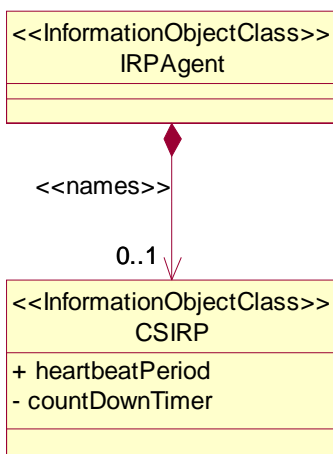 <<InformationObjectClass>>
IRPAgent
<<names>>
0..1
<<InformationObjectClass>>
CSIRP
+ heartbeatPeriod
- countDownTimer